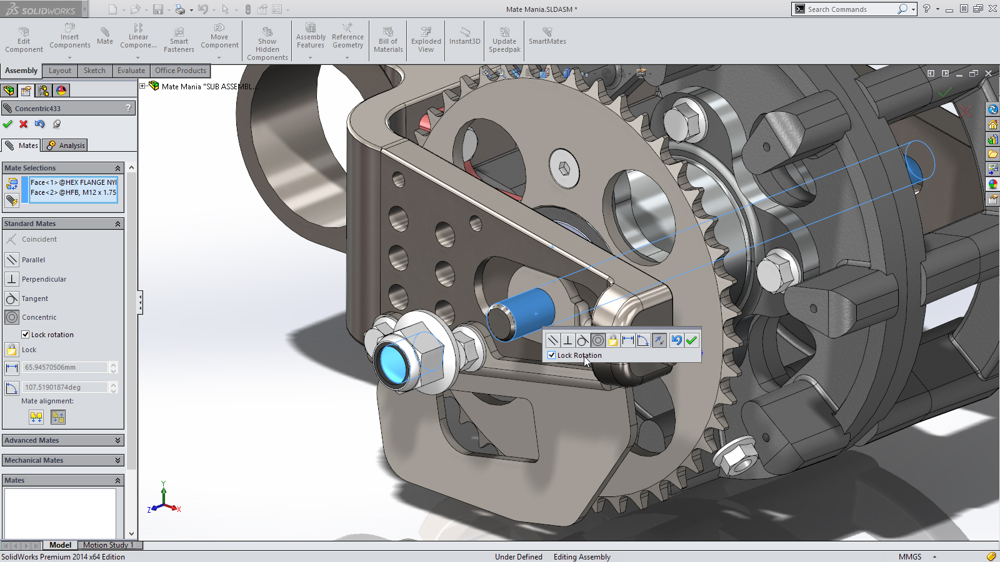 SOLIDWORKS
Mate Mania.SLDASM *
Search Commands
Edit Component
Insert Components
Mate
Linear Compone...
Smart Fasteners
Move Component
Show Hidden Components
Assembly Features
Reference Geometry
Bill of Materials
Exploded View
Instant3D
Update Speedpak
SmartMates
Assembly
Layout
Sketch
Evaluate
Office Products
Mate Mania "SUB ASSEMBL...
Concentric433
?
Mates
Analysis
Mate Selections
Face<1>@HEX FLANGE NYI
Face<2>@HFB, M12 x 1.75
Standard Mates
Coincident
Parallel
Perpendicular
Tangent
Concentric
Lock rotation
Lock
65.94570506mm
107.51901874deg
Mate alignment:
Advanced Mates
Mechanical Mates
Mates
Lock Rotation
Y
Z
X
Model
Motion Study 1
SolidWorks Premium 2014 x64 Edition
Under Defined
Editing Assembly
MMGS